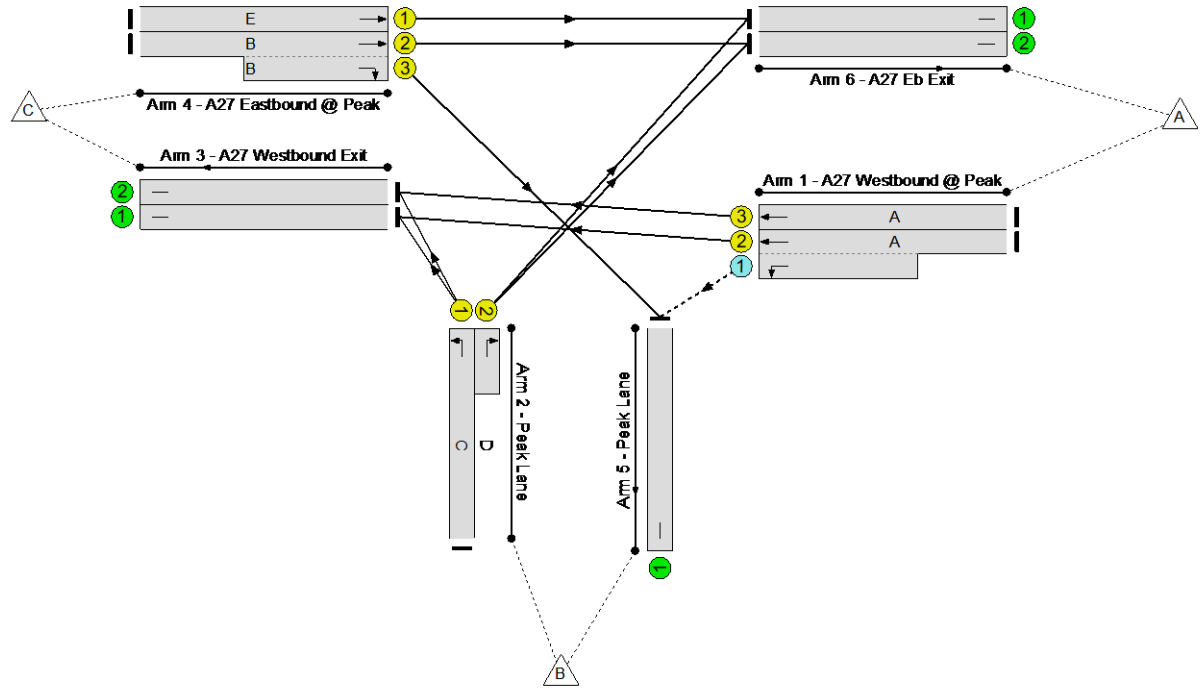 E 1 1
B 2 2
B 3
Arm 4 - A27 Eastbound @ Peak
Arm 6 - A27 Eb Exit
C
A
Arm 3 - A27 Westbound Exit
Arm 1 - A27 Westbound @ Peak
2
1
3 A
2 A
1
1 2
Arm 2 - Peak Lane
Arm 5 - Peak Lane
C D
1
B